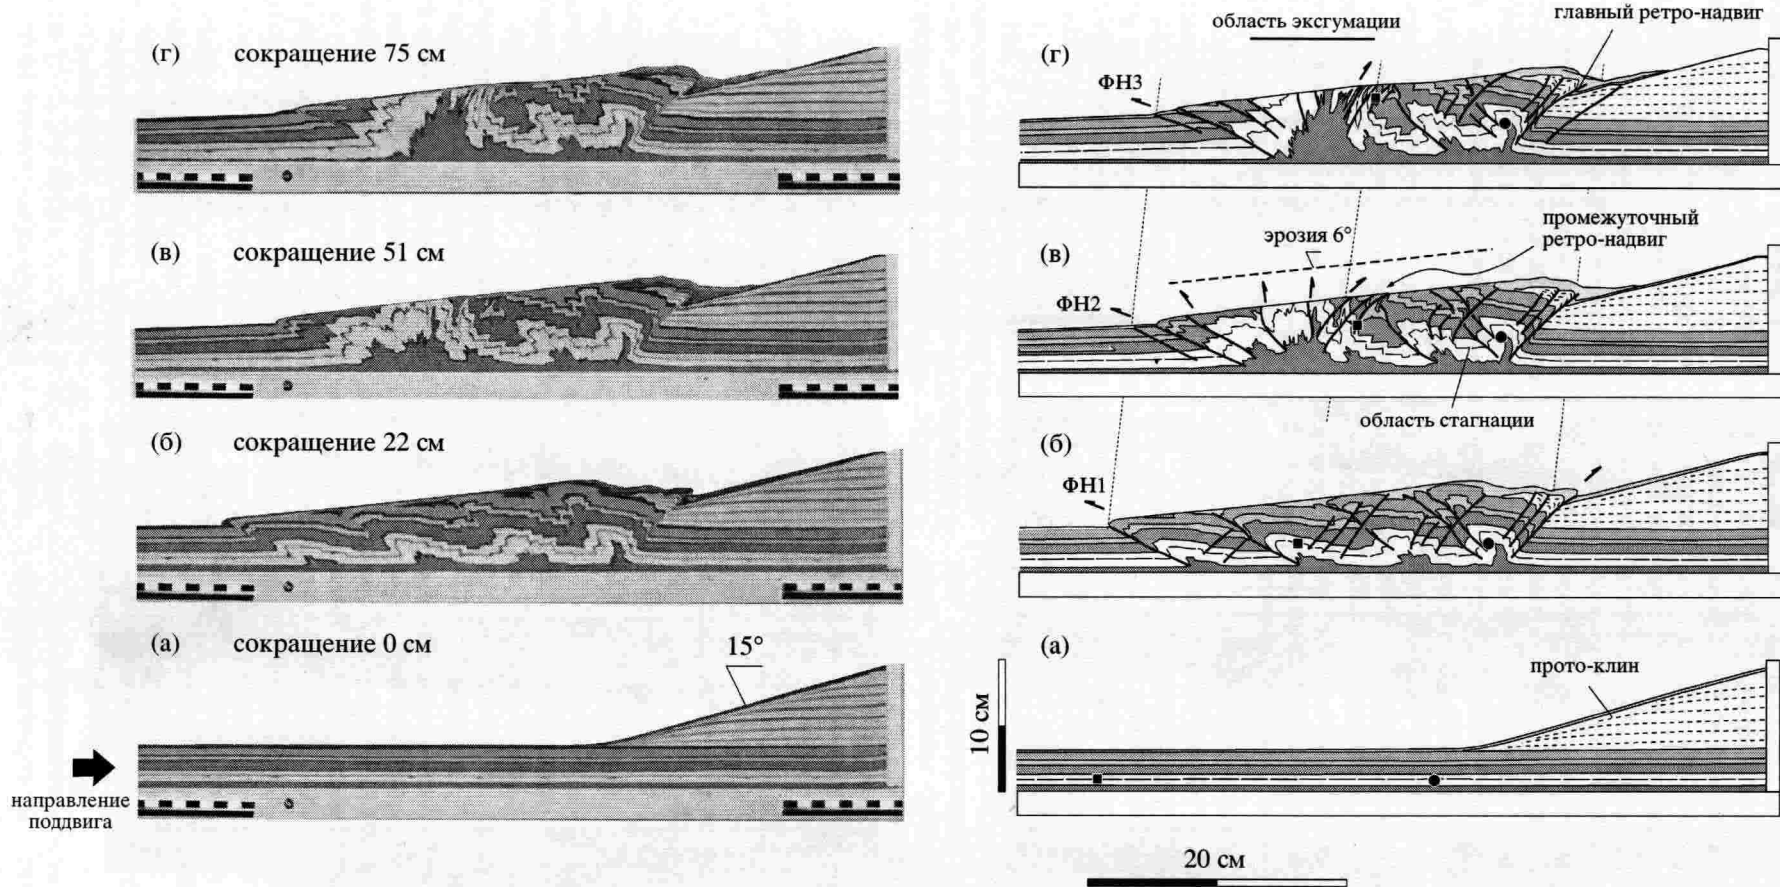 область эксгумации
главный ретро-надвиг
(г) сокращение 75 см
(г)
ФН3
промежуточный
ретро-надвиг
эрозия 6°
(в) сокращение 51 см
(в)
ФН2
область стагнации
(б) сокращение 22 см
(б)
ФН1
(а) сокращение 0 см
15°
(а)
прото-клин
10 см
направление
поддвига
20 см